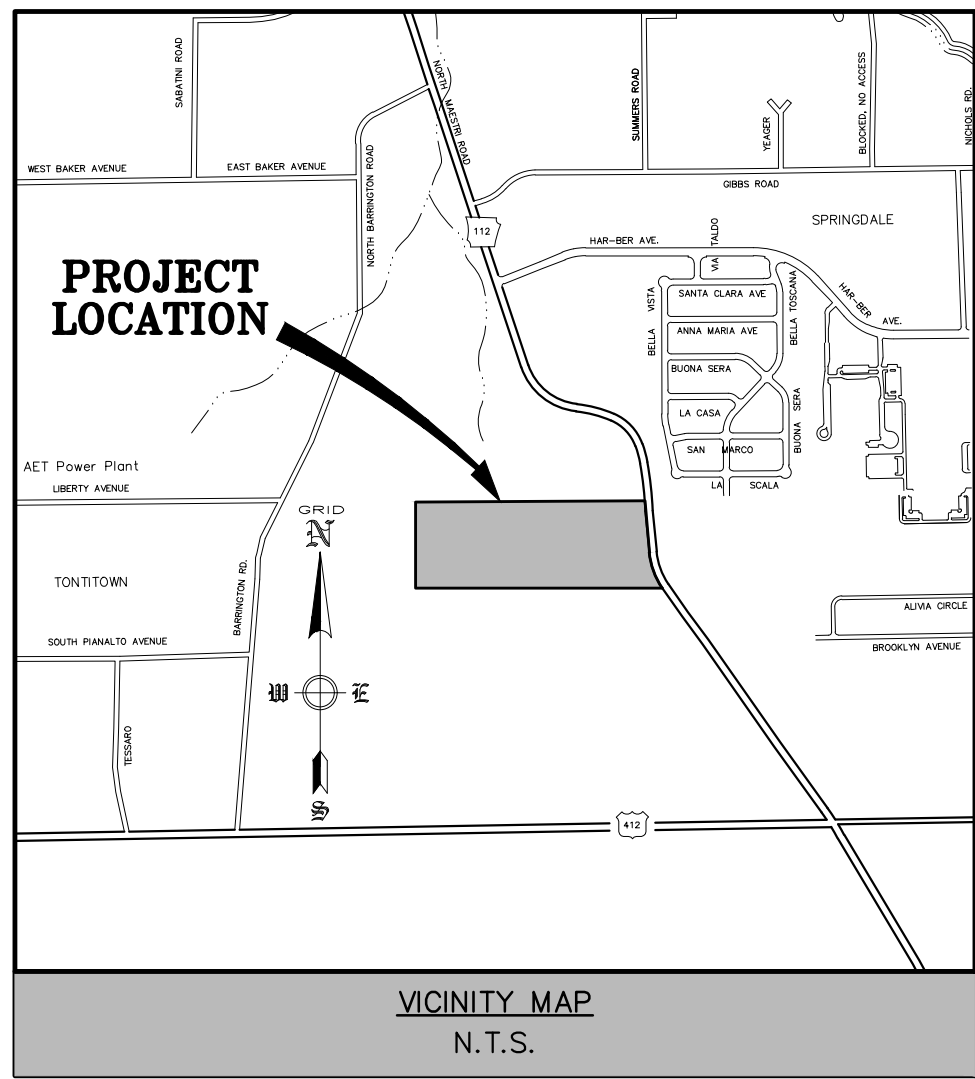 SABATINI ROAD
NORTH MAESTRI ROAD
SUMMERS ROAD
YEAGER
BLOCKED, NO ACCESS
NICHOLS RD.
WEST BAKER AVENUE
EAST BAKER AVENUE
NORTH BARRINGTON ROAD
GIBBS ROAD
SPRINGDALE
112
HAR-BER AVE.
VIA TALDO
PROJECT
LOCATION
BELLA VISTA
SANTA CLARA AVE
BELLA TOSCANA
HAR-BER AVE.
ANNA MARIA AVE
BUONA SERA
LA CASA
BUONA SERA
SAN MARCO
LA SCALA
AET Power Plant
LIBERTY AVENUE
GRID
N
TONTITOWN
BARRINGTON RD.
ALIVIA CIRCLE
SOUTH PIANALTO AVENUE
BROOKLYN AVENUE
W
E
TESSARO
S
412
VICINITY MAP
N.T.S.